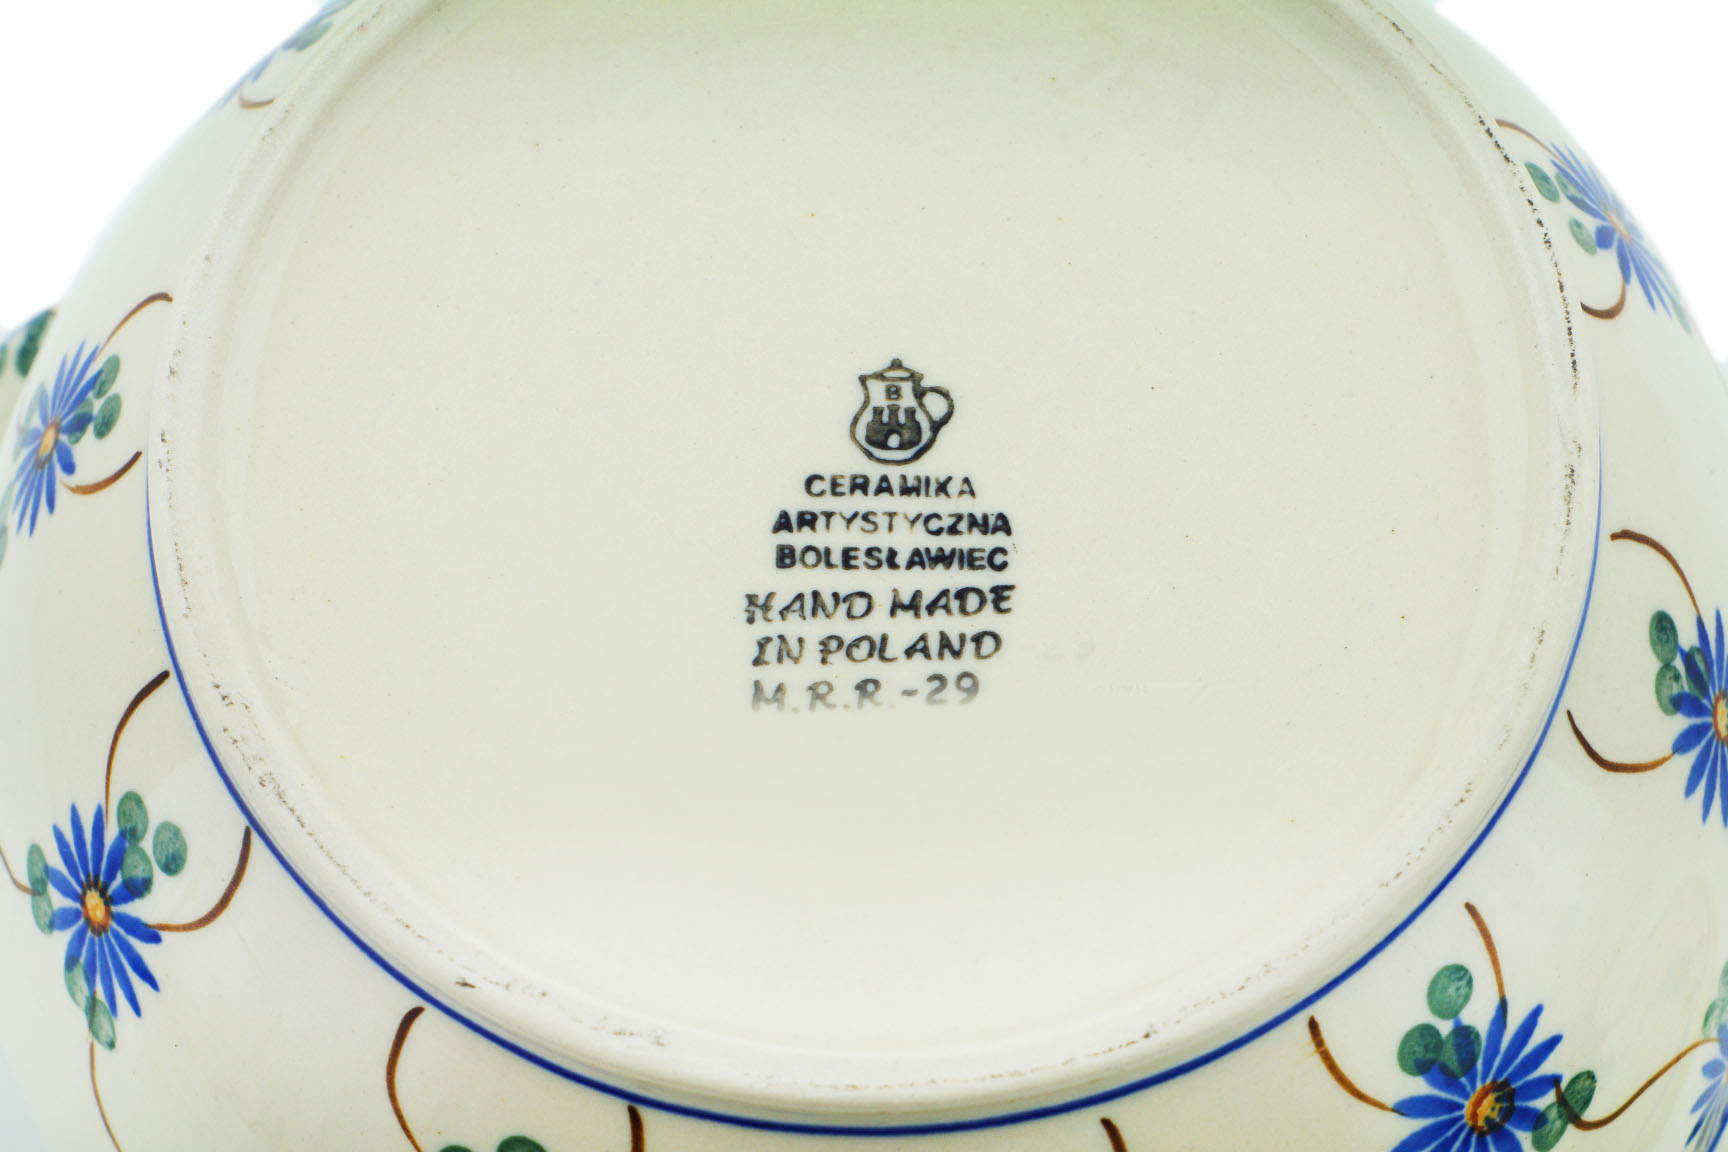 B
CERAMIKA
ARTYSTYCZNA
BOLESŁAWIEC
HAND MADE
IN POLAND
M.R.R.-29